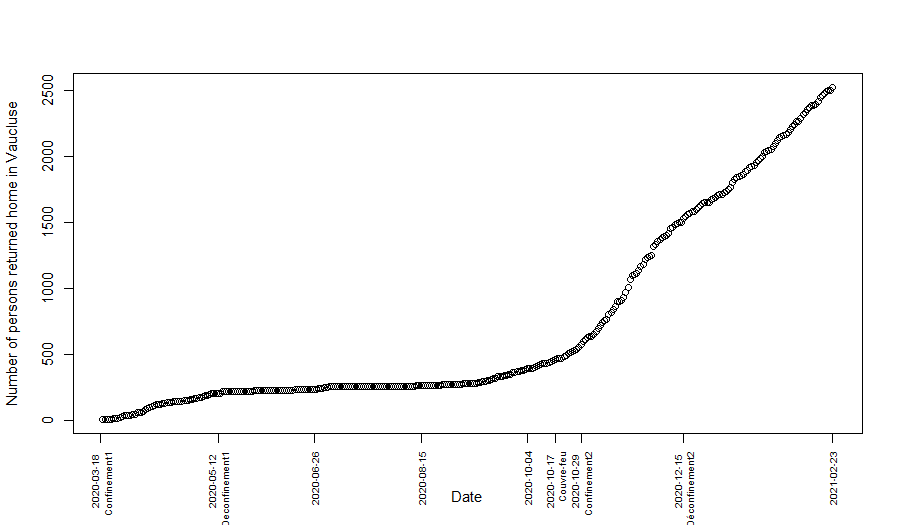 Number of persons returned home in Vaucluse
2500
2000
1500
1000
500
0
2020-03-18
Confinement1
2020-05-12
Déconfinement1
2020-06-26
2020-08-15
2020-10-04
2020-10-17
Couvre-feu
2020-10-29
Confinement2
2020-12-15
Déconfinement2
2021-02-23
Date